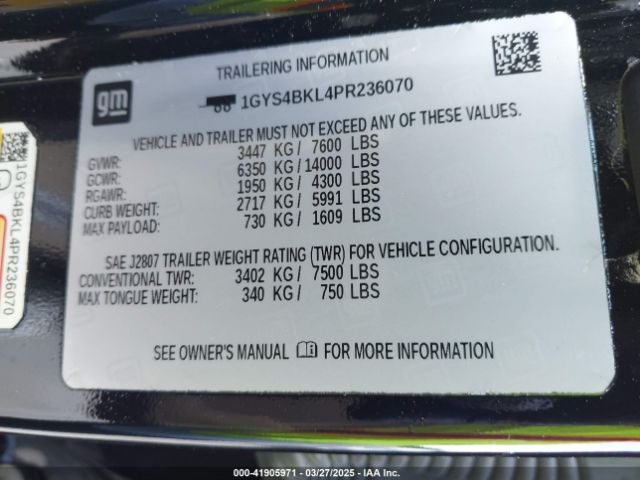 gm
TRAILERING INFORMATION
1GYS4BKL4PR236070
VEHICLE AND TRAILER MUST NOT EXCEED ANY OF THESE VALUES.
GVWR: 3447 KG / 7600 LBS
GCWR: 6350 KG / 14000 LBS
RGAWR: 1950 KG / 4300 LBS
CURB WEIGHT: 2717 KG / 5991 LBS
MAX PAYLOAD: 730 KG / 1609 LBS
SAE J2807 TRAILER WEIGHT RATING (TWR) FOR VEHICLE CONFIGURATION.
CONVENTIONAL TWR: 3402 KG / 7500 LBS
MAX TONGUE WEIGHT: 340 KG / 750 LBS
SEE OWNER'S MANUAL FOR MORE INFORMATION
1GYS4BKL4PR236070
000-41905971 — 03/27/2025 — IAA Inc.